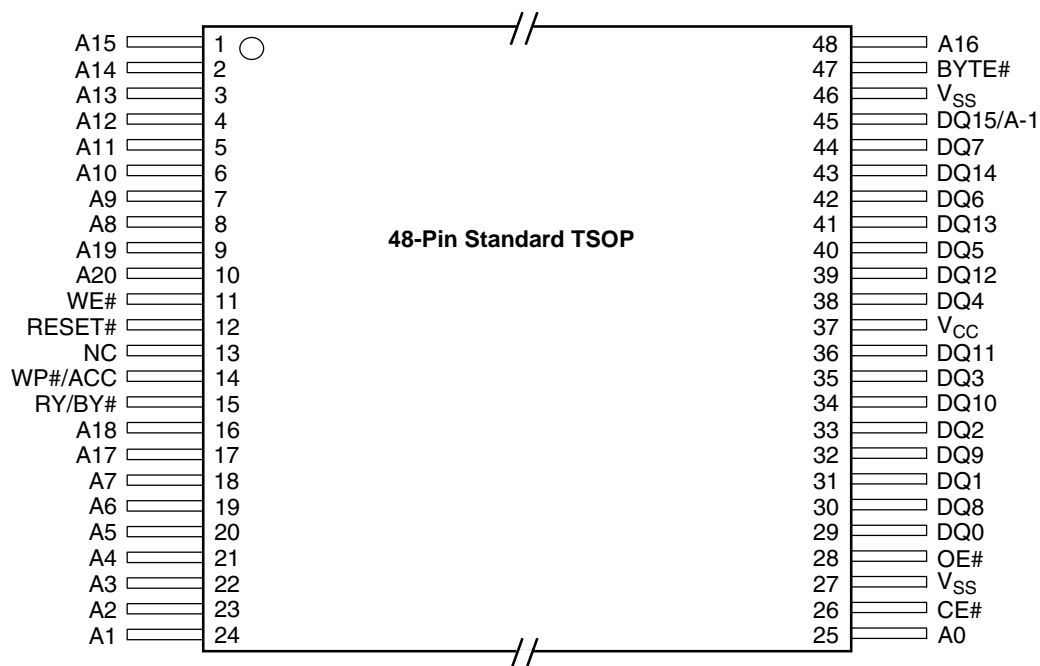 A15 1 48 A16
A14 2 47 BYTE#
A13 3 46 VSS
A12 4 45 DQ15/A-1
A11 5 44 DQ7
A10 6 43 DQ14
A9 7 42 DQ6
A8 8 41 DQ13
48-Pin Standard TSOP
A19 9 40 DQ5
A20 10 39 DQ12
WE# 11 38 DQ4
RESET# 12 37 VCC
NC 13 36 DQ11
WP#/ACC 14 35 DQ3
RY/BY# 15 34 DQ10
A18 16 33 DQ2
A17 17 32 DQ9
A7 18 31 DQ1
A6 19 30 DQ8
A5 20 29 DQ0
A4 21 28 OE#
A3 22 27 VSS
A2 23 26 CE#
A1 24 25 A0